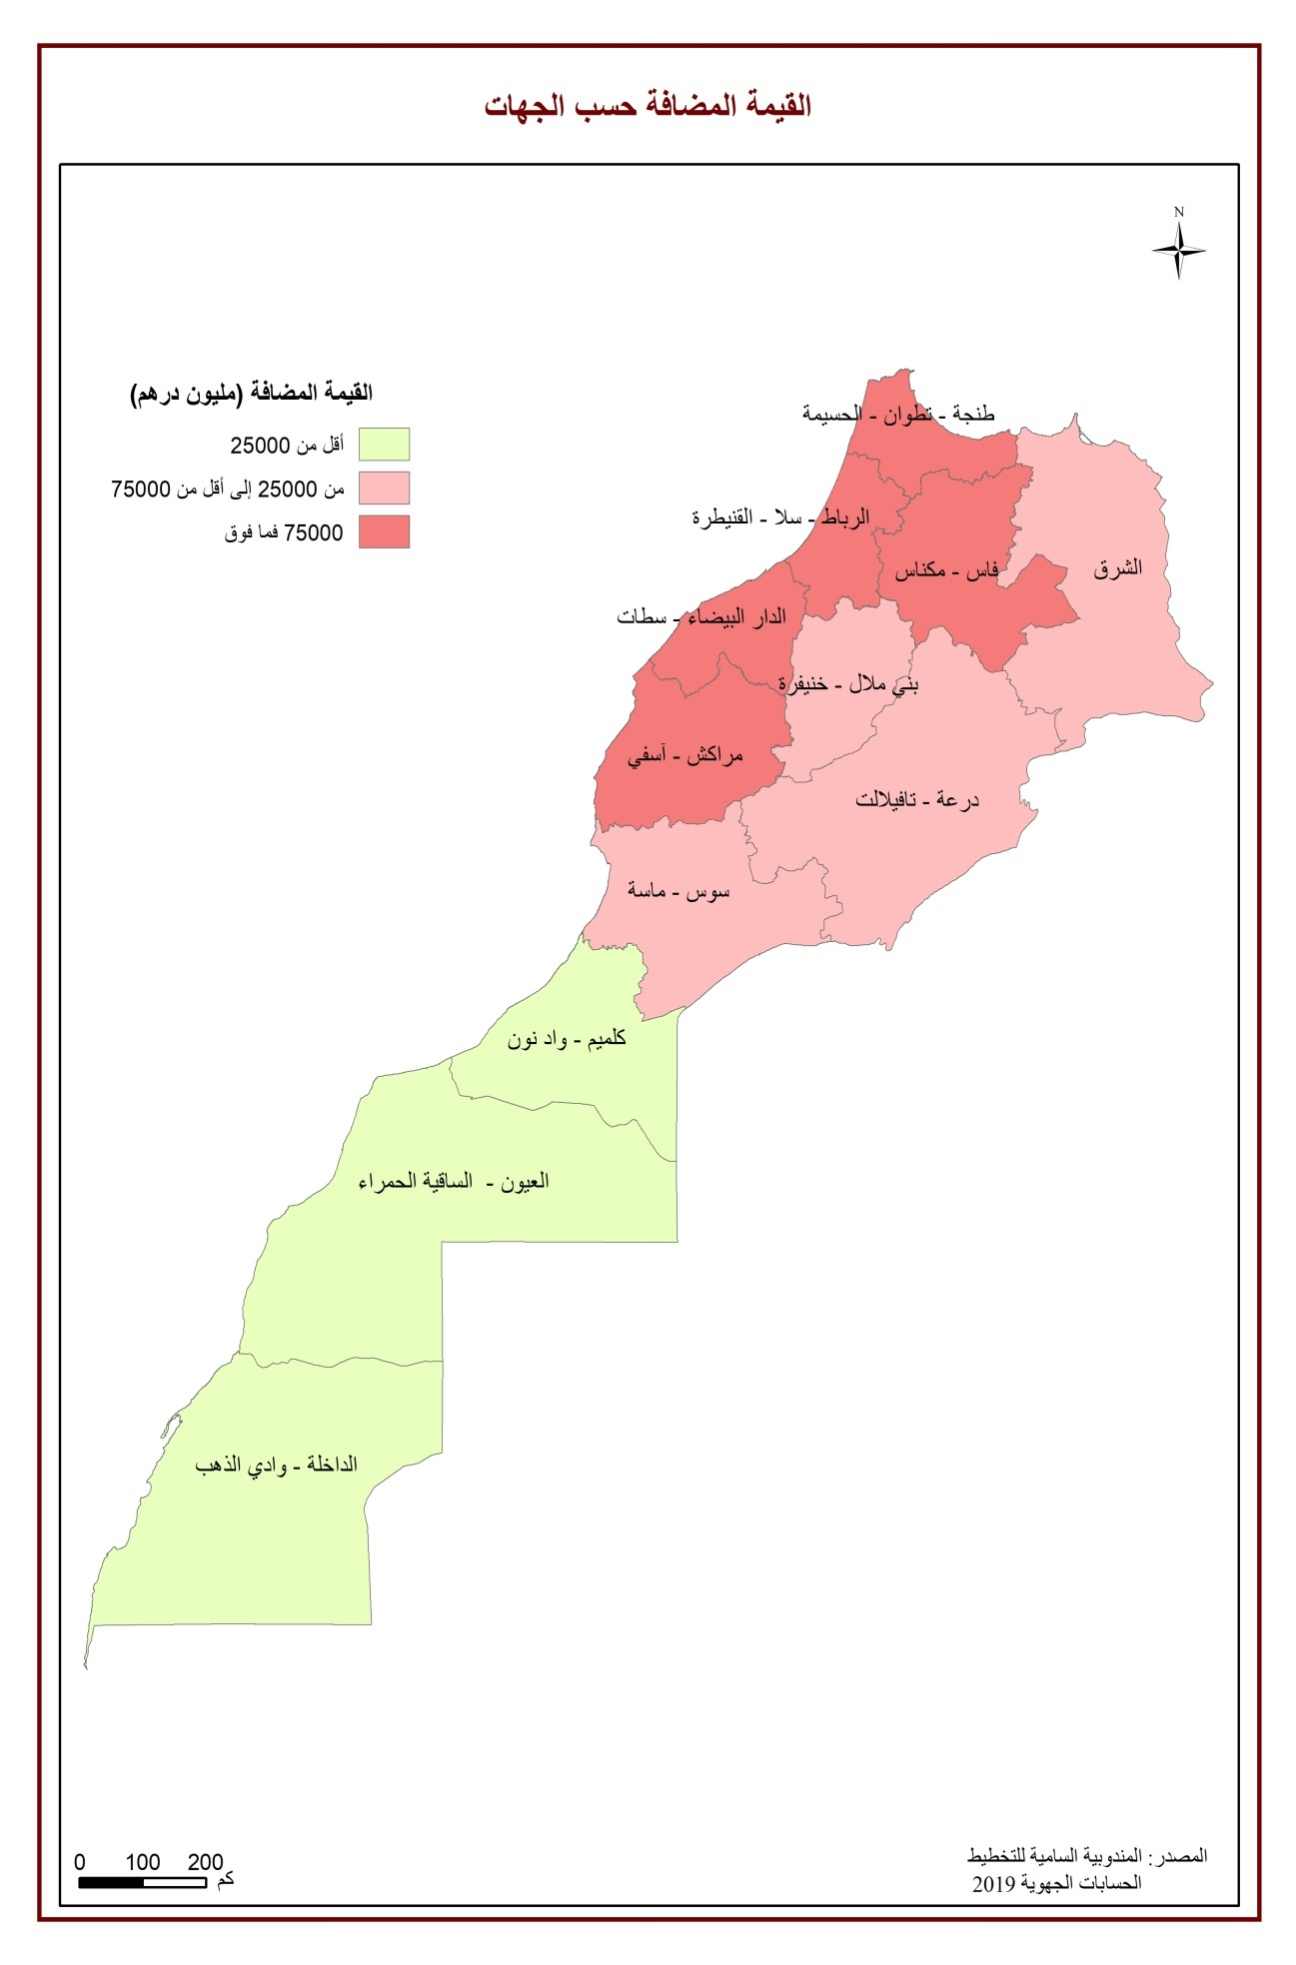 القيمة المضافة حسب الجهات
N
القيمة المضافة (مليون درهم)
أقل من 25000
من 25000 إلى أقل من 75000
75000 فما فوق
طنجة - تطوان - الحسيمة
الرباط - سلا - القنيطرة
الشرق
فاس - مكناس
الدار البيضاء - سطات
بني ملال - خنيفرة
مراكش - آسفي
درعة - تافيلالت
سوس - ماسة
كلميم - واد نون
العيون - الساقية الحمراء
الداخلة - وادي الذهب
0 100 200
كم
المصدر: المندوبية السامية للتخطيط
الحسابات الجهوية 2019